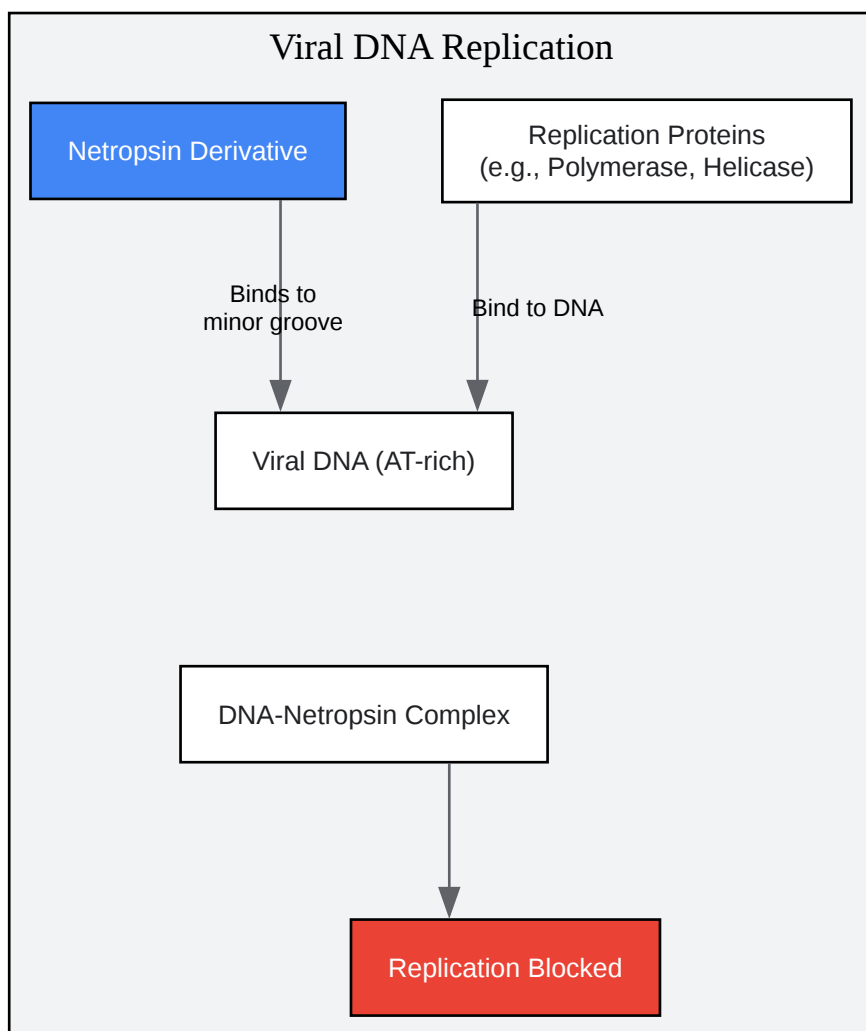 Viral DNA Replication
Netropsin Derivative
Replication Proteins
(e.g., Polymerase, Helicase)
Binds to
minor groove
Bind to DNA
Viral DNA (AT-rich)
DNA-Netropsin Complex
Replication Blocked